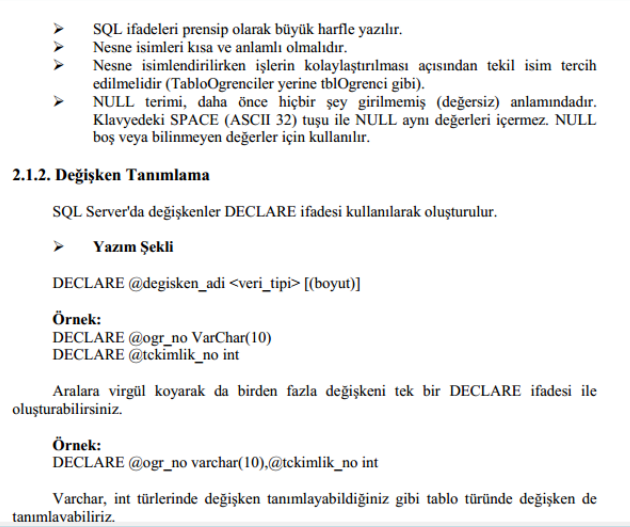 ➢ SQL ifadeleri prensip olarak büyük harfle yazılır.
➢ Nesne isimleri kısa ve anlamlı olmalıdır.
➢ Nesne isimlendirilirken işlerin kolaylaştırılması açısından tekil isim tercih
edilmelidir (TabloOgrenciler yerine tblOgrenci gibi).
➢ NULL terimi, daha önce hiçbir şey girilmemiş (değersiz) anlamındadır.
Klavyedeki SPACE (ASCII 32) tuşu ile NULL aynı değerleri içermez. NULL
boş veya bilinmeyen değerler için kullanılır.
2.1.2. Değişken Tanımlama
SQL Server'da değişkenler DECLARE ifadesi kullanılarak oluşturulur.
➢ Yazım Şekli
DECLARE @degisken_adi <veri_tipi> [(boyut)]
Örnek:
DECLARE @ogr_no VarChar(10)
DECLARE @tckimlik_no int
Aralara virgül koyarak da birden fazla değişkeni tek bir DECLARE ifadesi ile
oluşturabilirsiniz.
Örnek:
DECLARE @ogr_no varchar(10),@tckimlik_no int
Varchar, int türlerinde değişken tanımlayabildiğiniz gibi tablo türünde değişken de
tanımlayabiliriz.